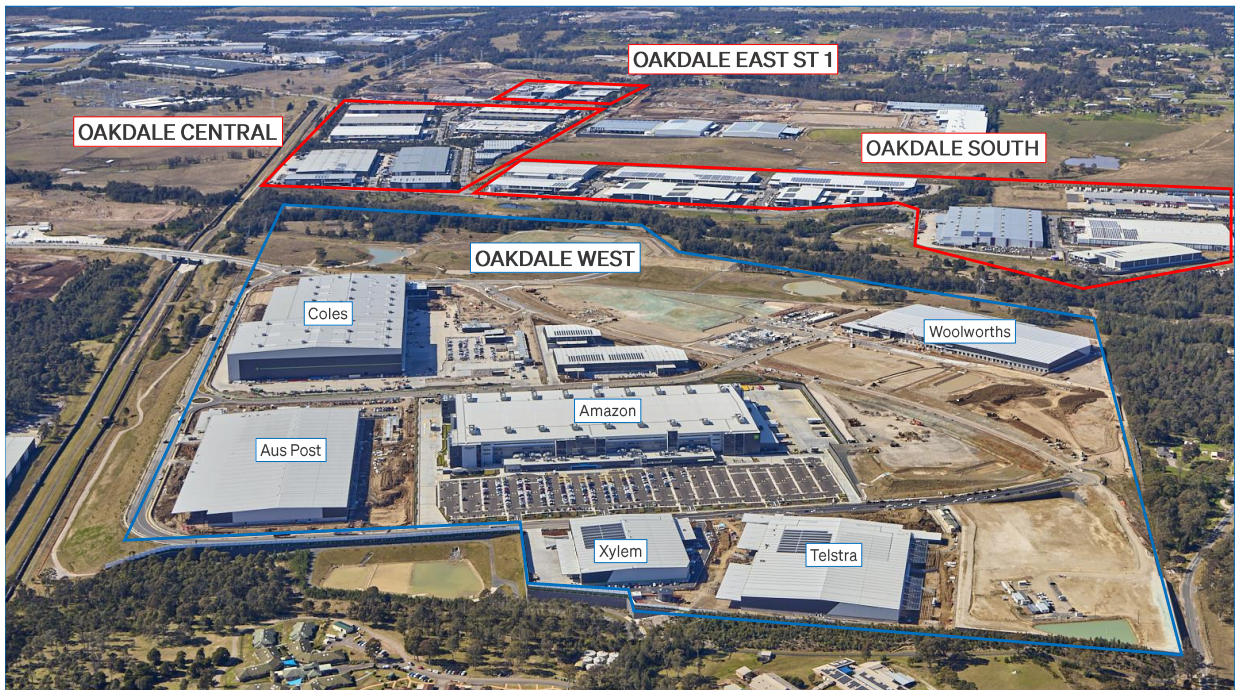 OAKDALE EAST ST 1
OAKDALE CENTRAL
OAKDALE SOUTH
OAKDALE WEST
Coles
Woolworths
Amazon
Aus Post
Xylem
Telstra